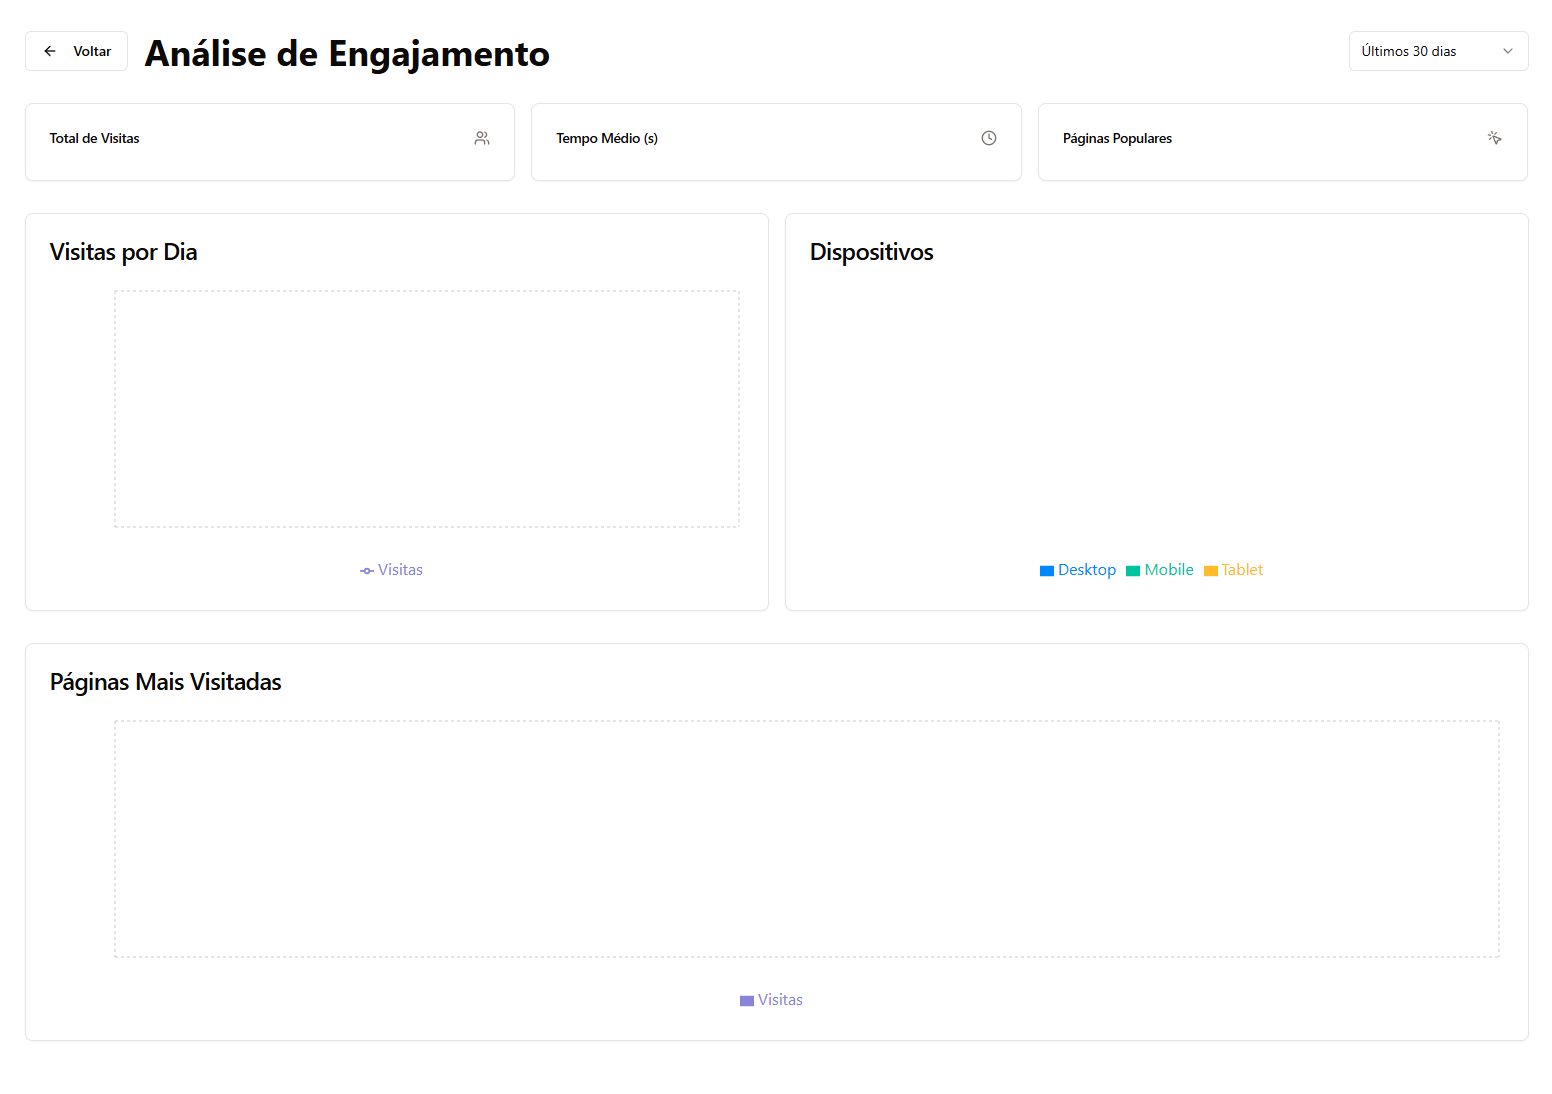 Voltar
Análise de Engajamento
Últimos 30 dias
Total de Visitas
Tempo Médio (s)
Páginas Populares
Visitas por Dia
Visitas
Dispositivos
Desktop Mobile Tablet
Páginas Mais Visitadas
Visitas